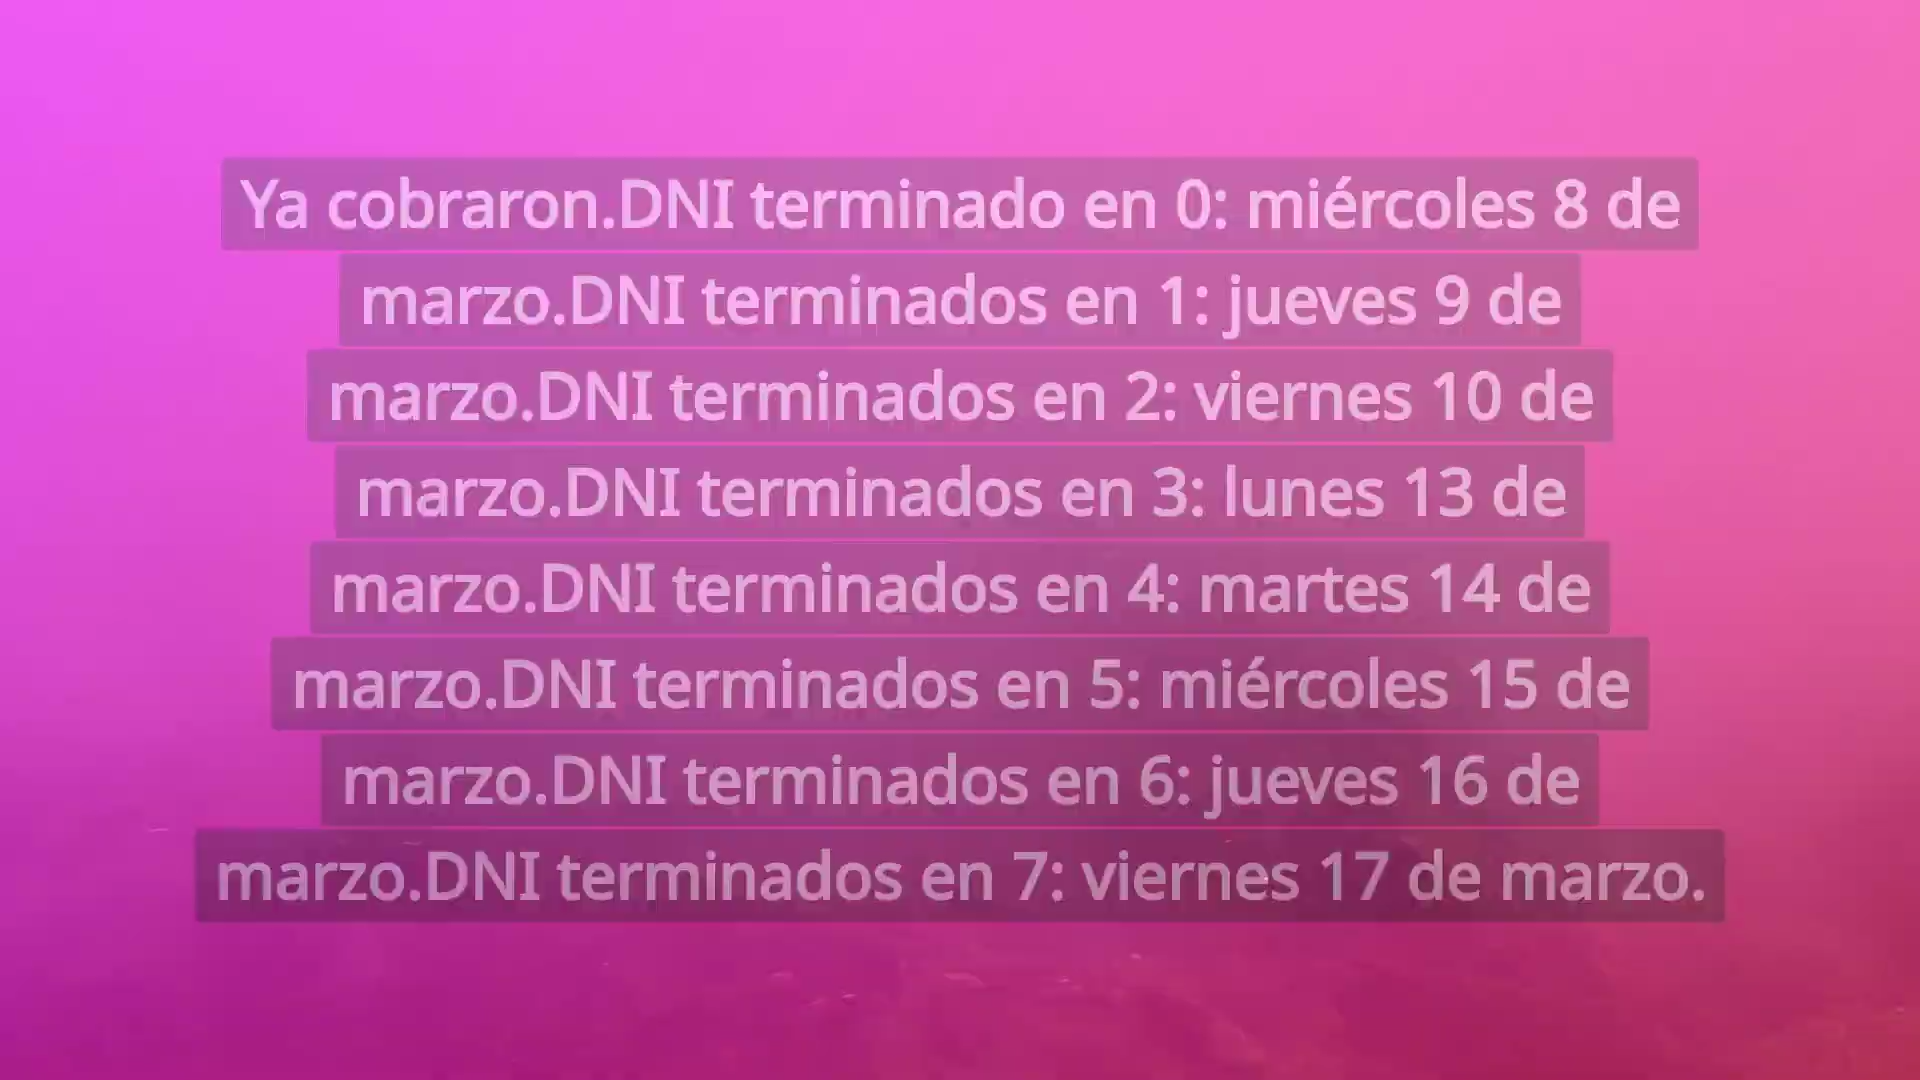 Ya cobraron.DNI terminado en 0: miércoles 8 de
marzo.DNI terminados en 1: jueves 9 de
marzo.DNI terminados en 2: viernes 10 de
marzo.DNI terminados en 3: lunes 13 de
marzo.DNI terminados en 4: martes 14 de
marzo.DNI terminados en 5: miércoles 15 de
marzo.DNI terminados en 6: jueves 16 de
marzo.DNI terminados en 7: viernes 17 de marzo.